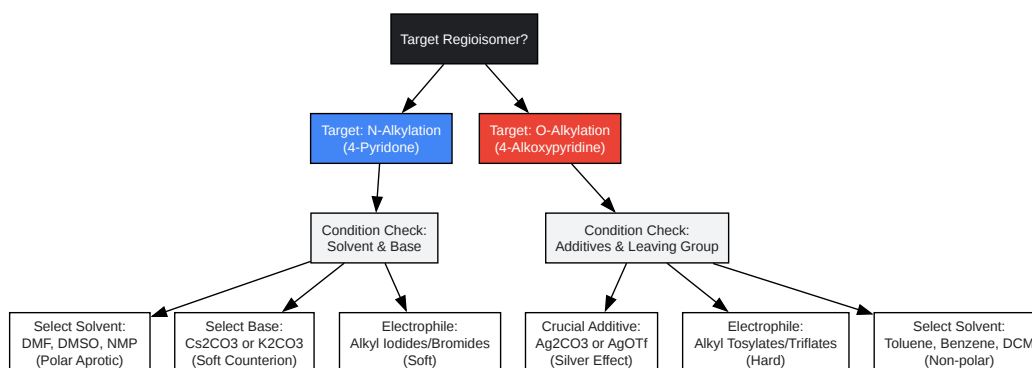 Target Regioisomer?
Target: N-Alkylation
(4-Pyridone)
Target: O-Alkylation
(4-Alkoxypyridine)
Condition Check:
Solvent & Base
Condition Check:
Additives & Leaving Group
Select Solvent:
DMF, DMSO, NMP
(Polar Aprotic)
Select Base:
Cs2CO3 or K2CO3
(Soft Counterion)
Electrophile:
Alkyl Iodides/Bromides
(Soft)
Crucial Additive:
Ag2CO3 or AgOTf
(Silver Effect)
Electrophile:
Alkyl Tosylates/Triflates
(Hard)
Select Solvent:
Toluene, Benzene, DCM
(Non-polar)